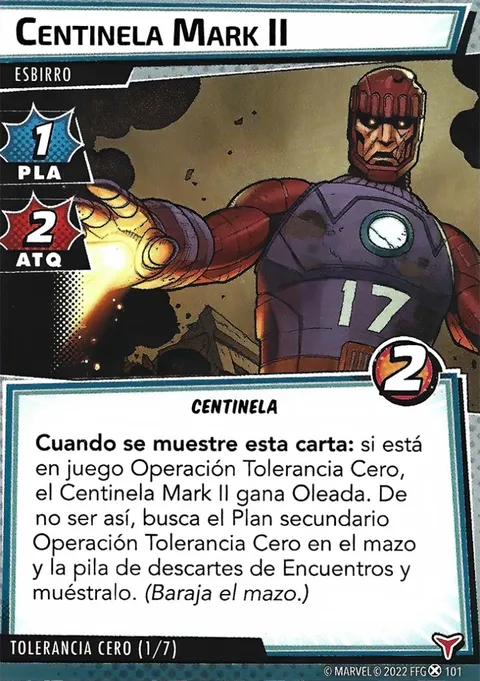 CENTINELA MARK II
ESBIRRO
1
PLA
2
ATQ
17
2
CENTINELA
Cuando se muestre esta carta: si está
en juego Operación Tolerancia Cero,
el Centinela Mark II gana Oleada. De
no ser así, busca el Plan secundario
Operación Tolerancia Cero en el mazo
y la pila de descartes de Encuentros y
muéstralo. (Baraja el mazo.)
TOLERANCIA CERO (1/7)
© MARVEL © 2022 FFG 101